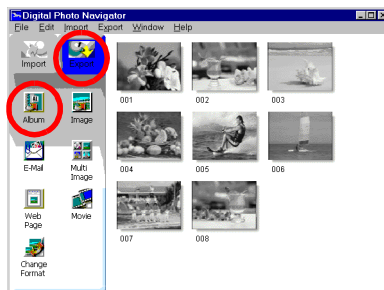 Digital Photo Navigator
File Edit Import Export Window Help
Import Export
001 002 003
Album Image
004 005 006
E-Mail Multi Image
Web Page Movie
007 008
Change Format